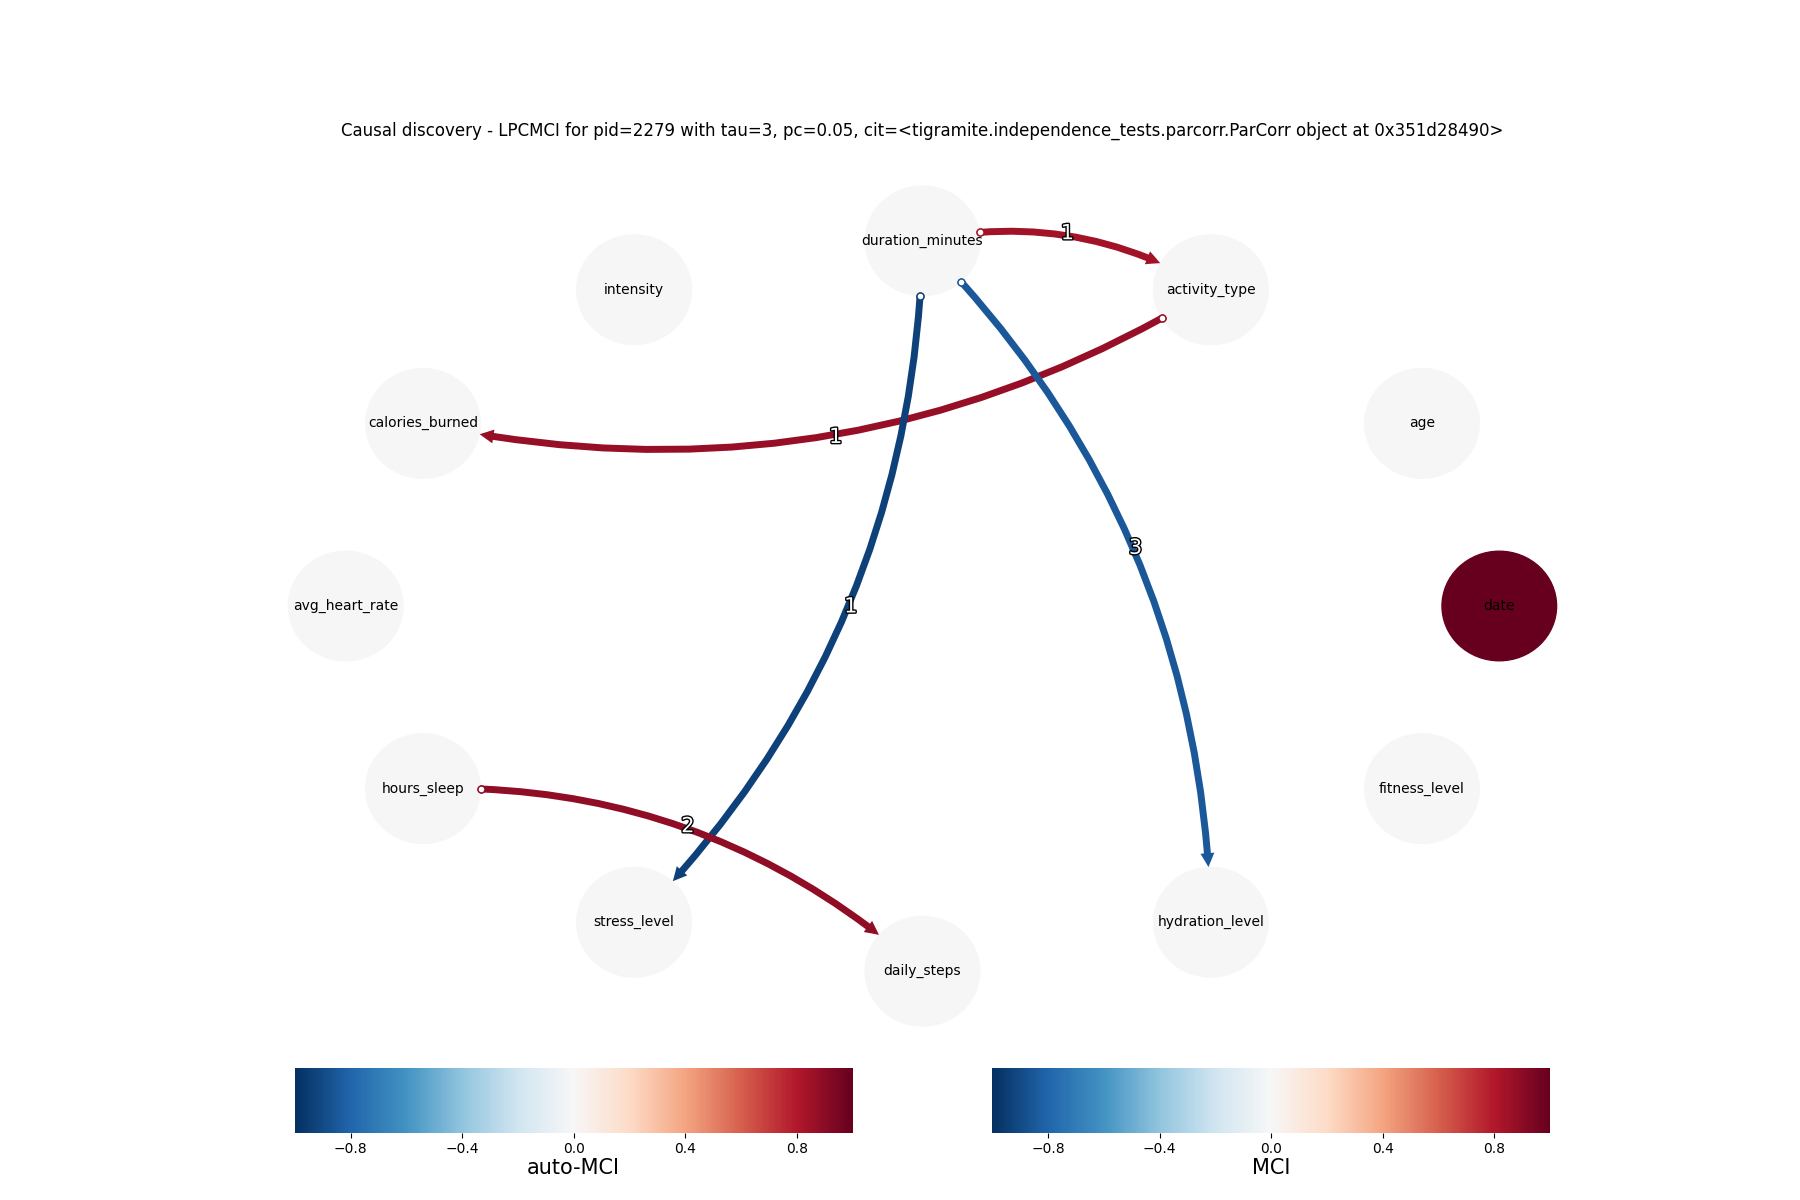 Causal discovery - LPCMCI for pid=2279 with tau=3, pc=0.05, cit=<tigramite.independence_tests.parcorr.ParCorr object at 0x351d28490>
duration_minutes
1
intensity
activity_type
calories_burned
1
age
3
avg_heart_rate
1
date
hours_sleep
2
fitness_level
stress_level
hydration_level
daily_steps
−0.8 −0.4 0.0 0.4 0.8
auto-MCI
−0.8 −0.4 0.0 0.4 0.8
MCI